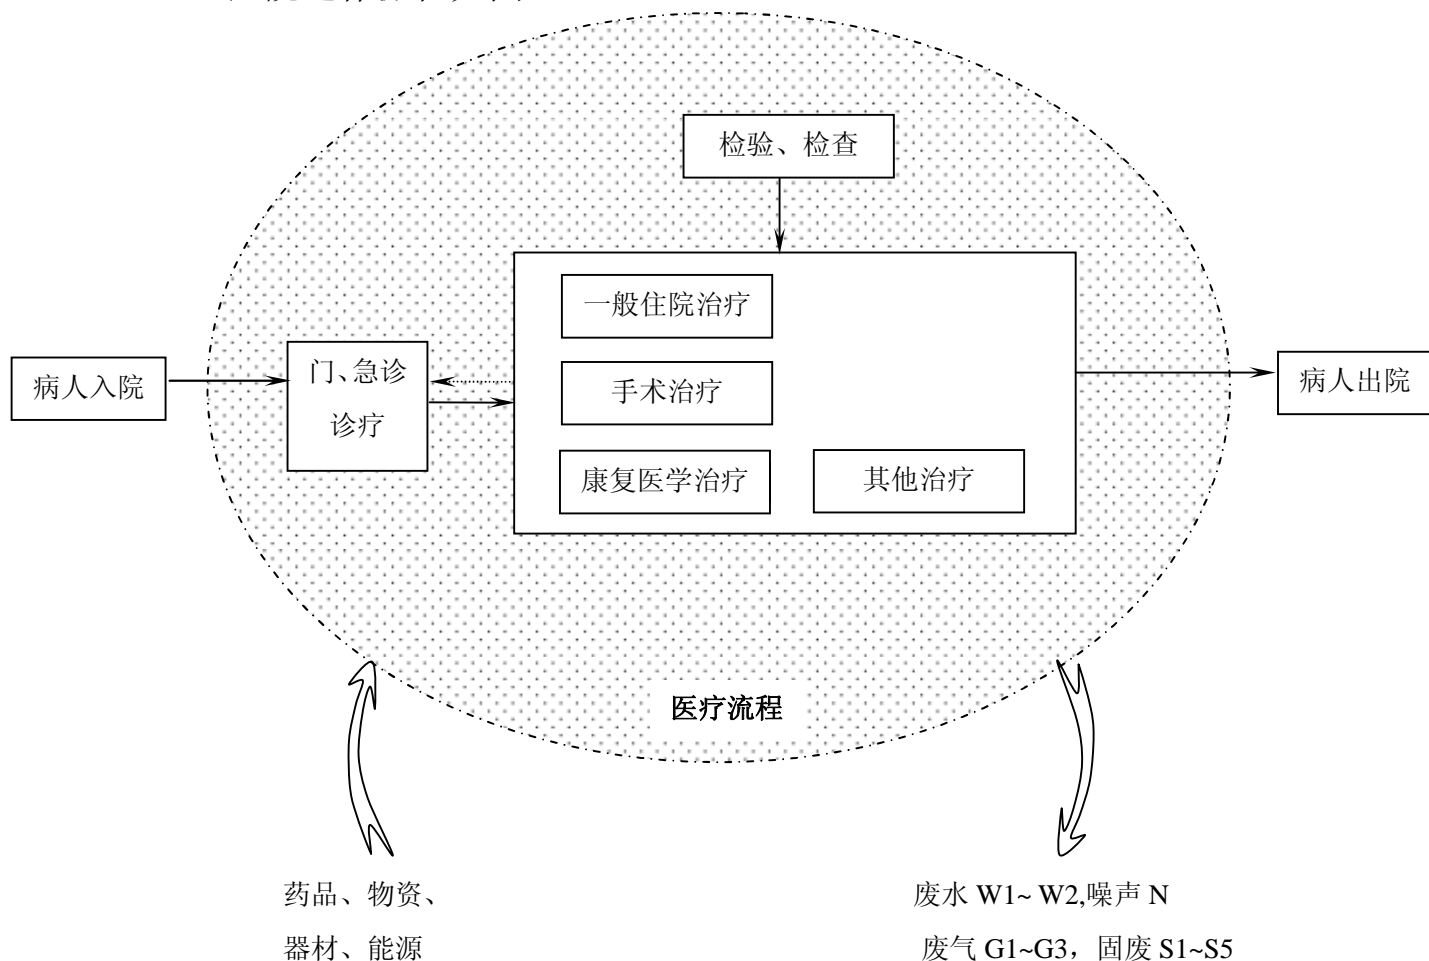 检验、检查
一般住院治疗
病人入院
门、急诊
诊疗
手术治疗
病人出院
康复医学治疗
其他治疗
医疗流程
药品、物资、
器材、能源
废水 W1~ W2,噪声 N
废气 G1~G3，固废 S1~S5